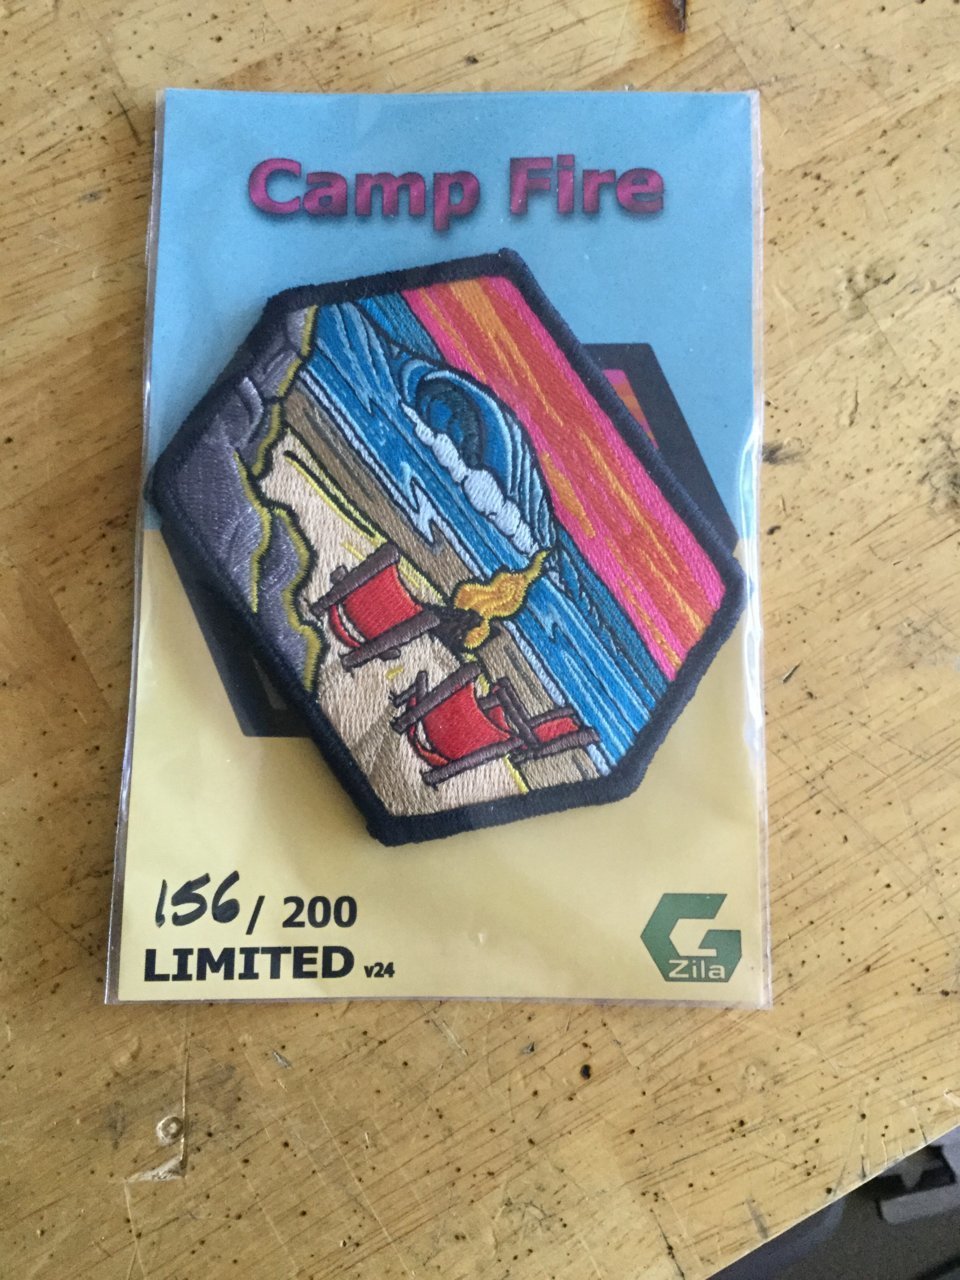 Camp Fire
156 / 200
LIMITED v24
G
Zila